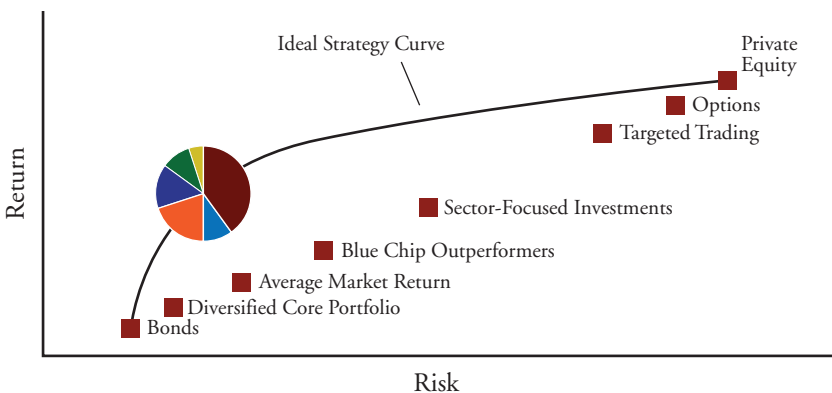 Ideal Strategy Curve
Private
Equity
Options
Targeted Trading
Return
Sector-Focused Investments
Blue Chip Outperformers
Average Market Return
Diversified Core Portfolio
Bonds
Risk